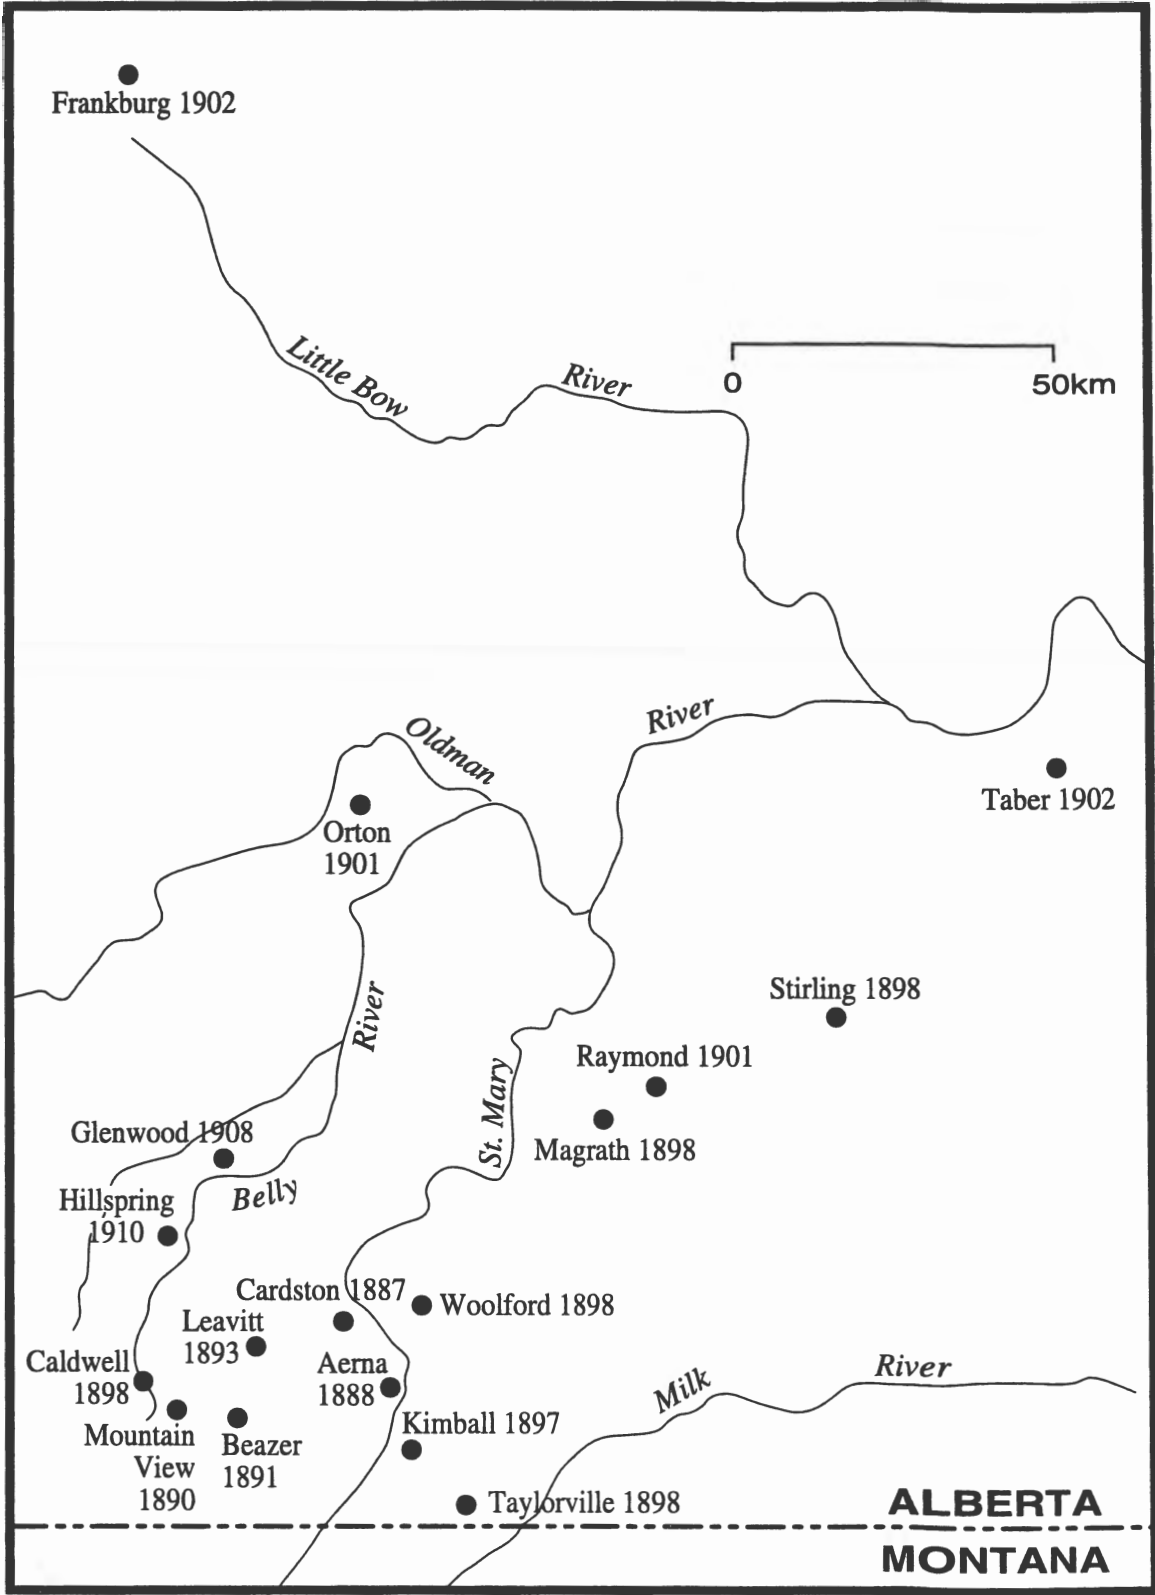 Frankburg 1902
Little Bow
River
0
50km
River
Oldman
Taber 1902
Orton
1901
Stirling 1898
River
Raymond 1901
St. Mary
Magrath 1898
Glenwood 1908
Belly
Hillspring
1910
Cardston 1887
Woolford 1898
Leavitt
1893
Caldwell
1898
Aerna
1888
River
Milk
Kimball 1897
Mountain
View
1890
Beazer
1891
Taylorville 1898
ALBERTA
MONTANA